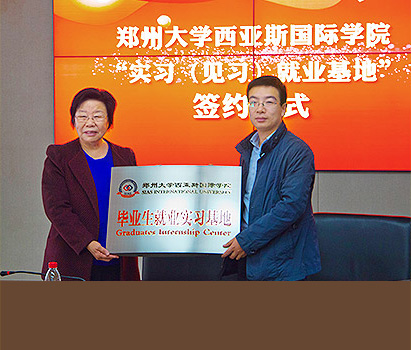 郑州大学西亚斯国际学院
“实习（见习）就业基地”
签约仪式
郑州大学西亚斯国际学院
SIAS INTERNATIONAL UNIVERSITY
毕业生就业实习基地
Graduates Internship Center